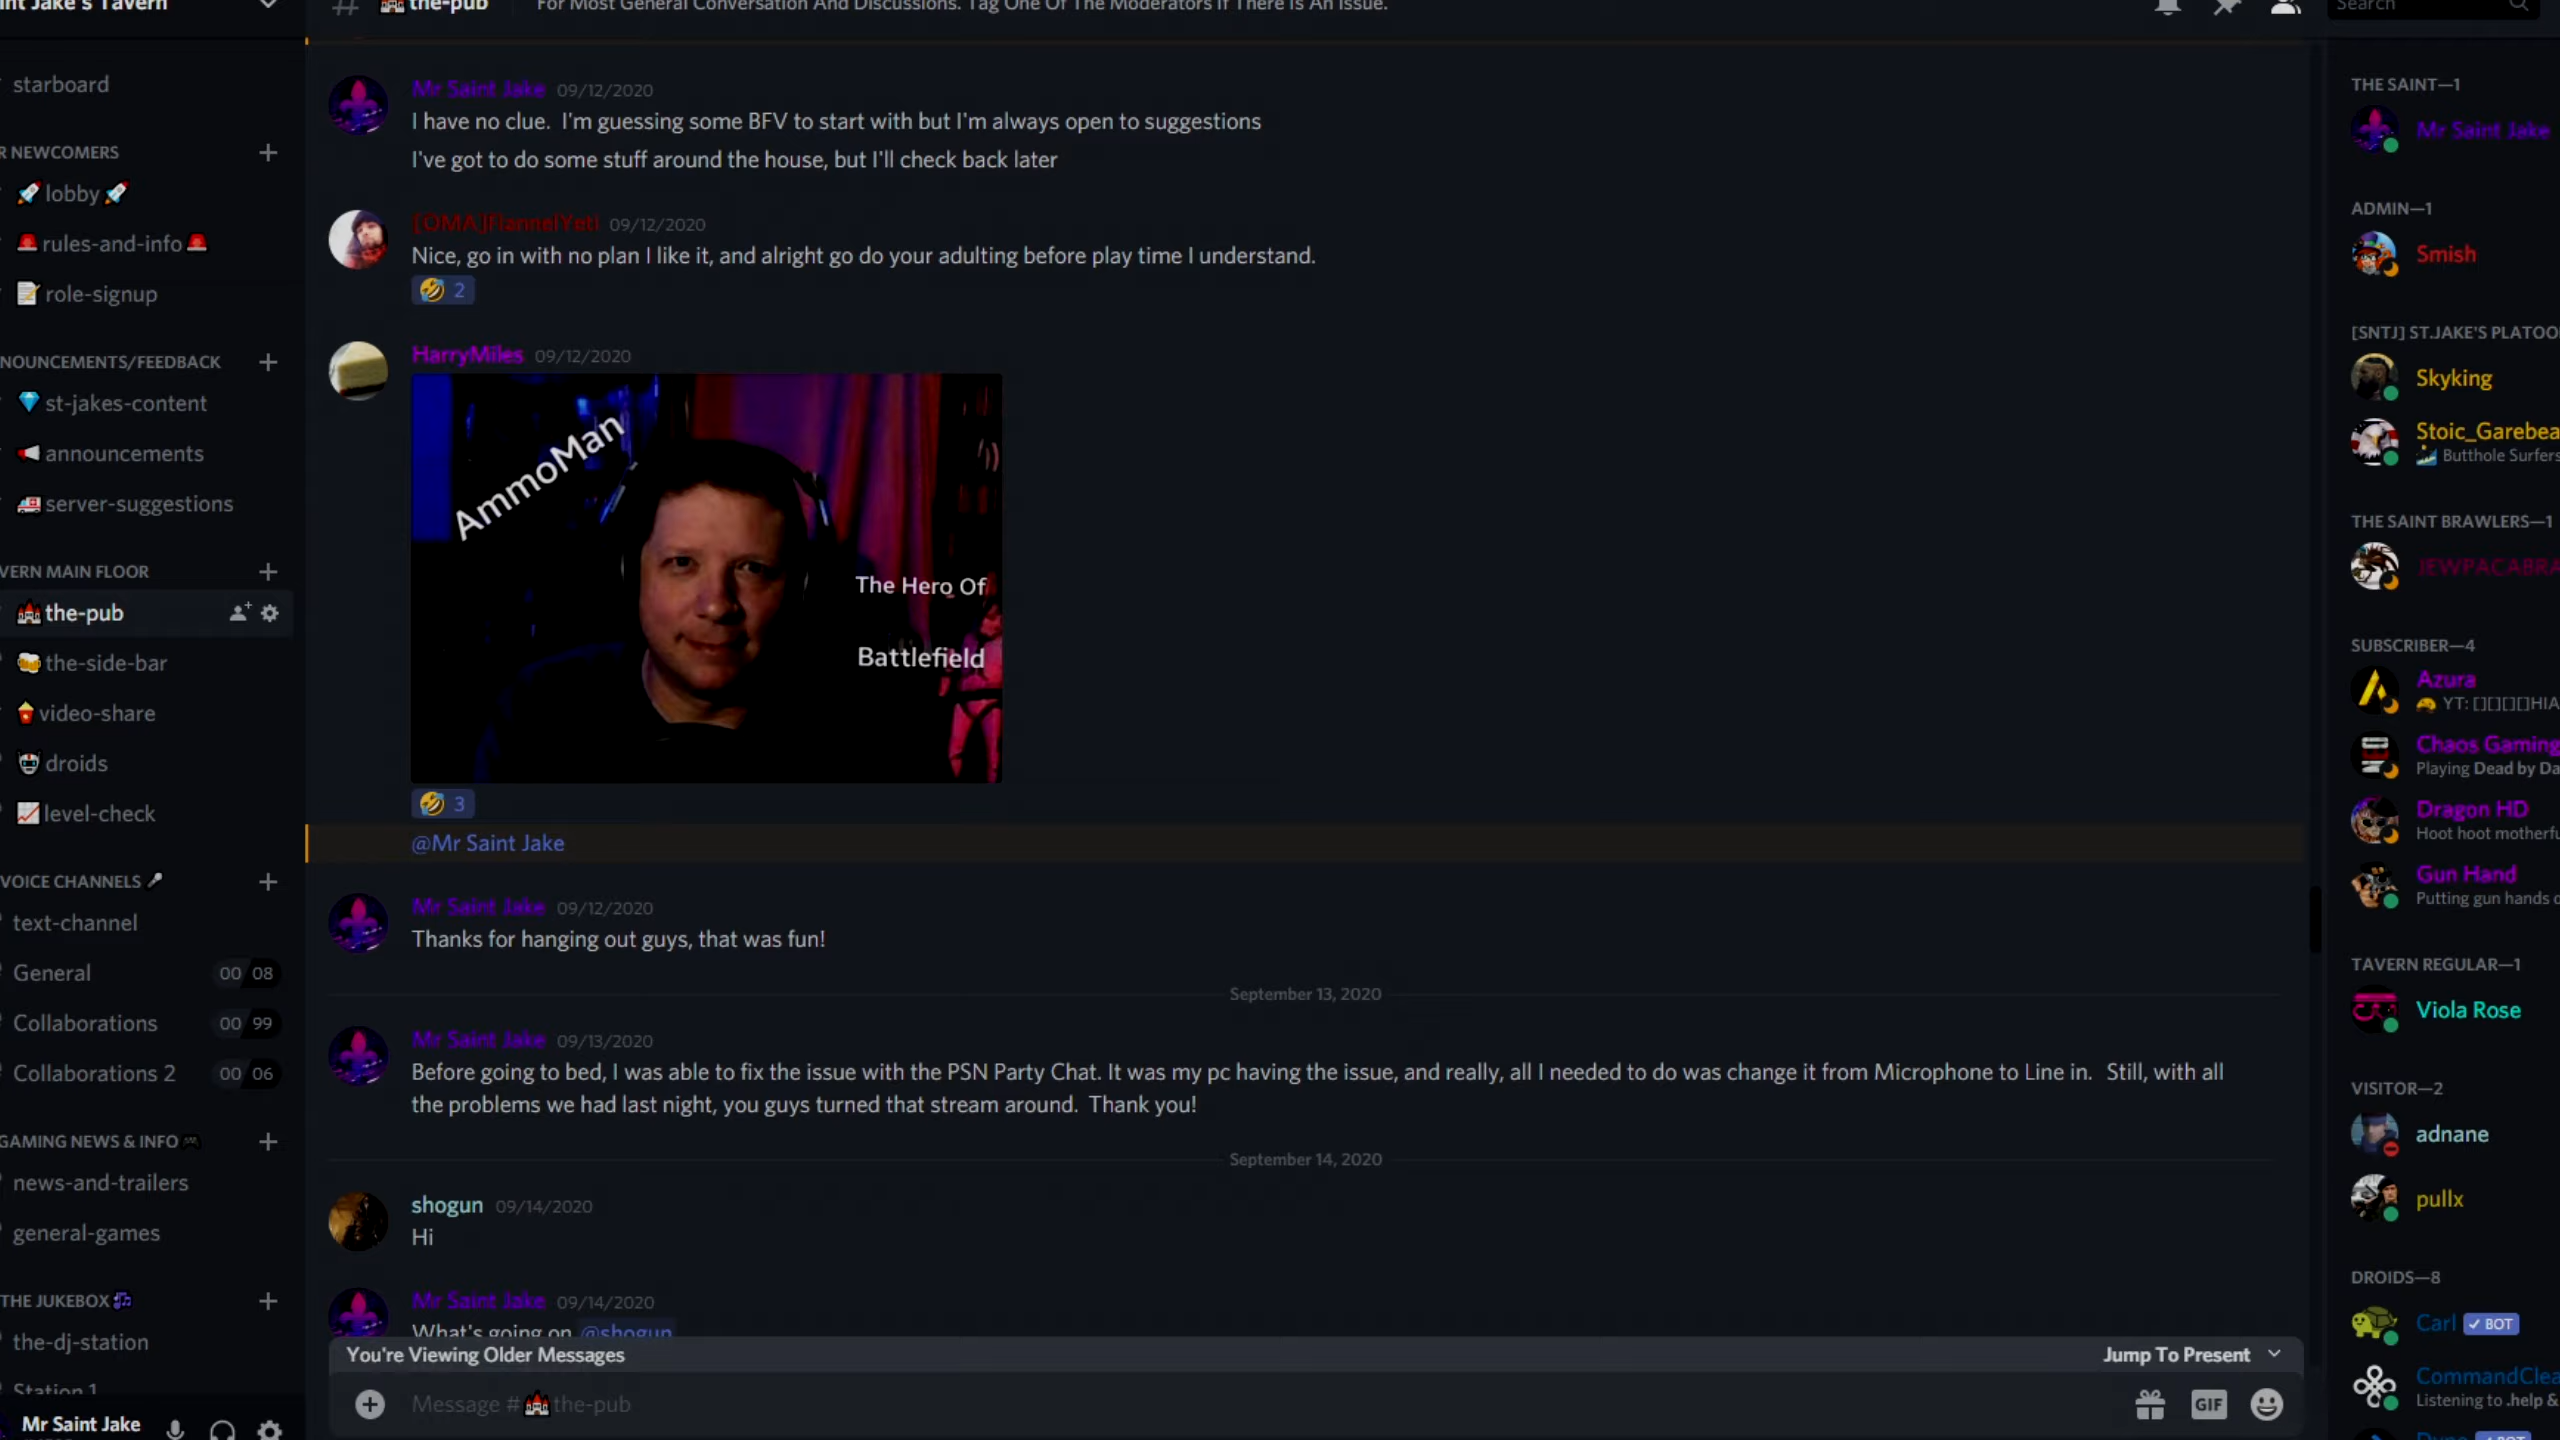 nt Jake's Tavern
starboard
R NEWCOMERS
lobby
rules-and-info
role-signup
NOUNCEMENTS/FEEDBACK
st-jakes-content
announcements
server-suggestions
VERN MAIN FLOOR
the-pub
the-side-bar
video-share
droids
level-check
VOICE CHANNELS
text-channel
General 00 08
Collaborations 00 99
Collaborations 2 00 06
GAMING NEWS & INFO
news-and-trailers
general-games
THE JUKEBOX
the-dj-station
Station 1
Mr Saint Jake
# the-pub For Most General Conversation And Discussions. Tag One Of The Moderators If There Is An Issue.
Search
Mr Saint Jake 09/12/2020
I have no clue. I'm guessing some BFV to start with but I'm always open to suggestions
I've got to do some stuff around the house, but I'll check back later
[OMA]FlannelYeti 09/12/2020
Nice, go in with no plan I like it, and alright go do your adulting before play time I understand.
2
HarryMiles 09/12/2020
AmmoMan
The Hero Of
Battlefield
3
@Mr Saint Jake
Mr Saint Jake 09/12/2020
Thanks for hanging out guys, that was fun!
September 13, 2020
Mr Saint Jake 09/13/2020
Before going to bed, I was able to fix the issue with the PSN Party Chat. It was my pc having the issue, and really, all I needed to do was change it from Microphone to Line in. Still, with all
the problems we had last night, you guys turned that stream around. Thank you!
September 14, 2020
shogun 09/14/2020
Hi
Mr Saint Jake 09/14/2020
What's going on @shogun
You're Viewing Older Messages
Jump To Present
Message # the-pub
GIF
THE SAINT—1
Mr Saint Jake
ADMIN—1
Smish
[SNTJ] ST.JAKE'S PLATOO
Skyking
Stoic_Garebea
Butthole Surfers
THE SAINT BRAWLERS—1
JEWPACABRA
SUBSCRIBER—4
Azura
YT: [][][][]HIA
Chaos Gaming
Playing Dead by Da
Dragon HD
Hoot hoot motherfu
Gun Hand
Putting gun hands o
TAVERN REGULAR—1
Viola Rose
VISITOR—2
adnane
pullx
DROIDS—8
Carl BOT
CommandClea
Listening to .help &